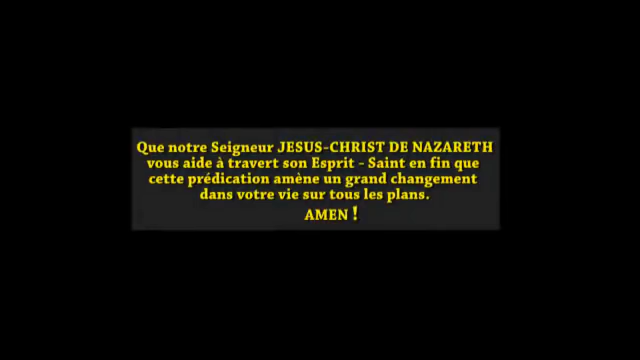 Que notre Seigneur JESUS-CHRIST DE NAZARETH
vous aide à travert son Esprit - Saint en fin que
cette prédication amène un grand changement
dans votre vie sur tous les plans.
AMEN !